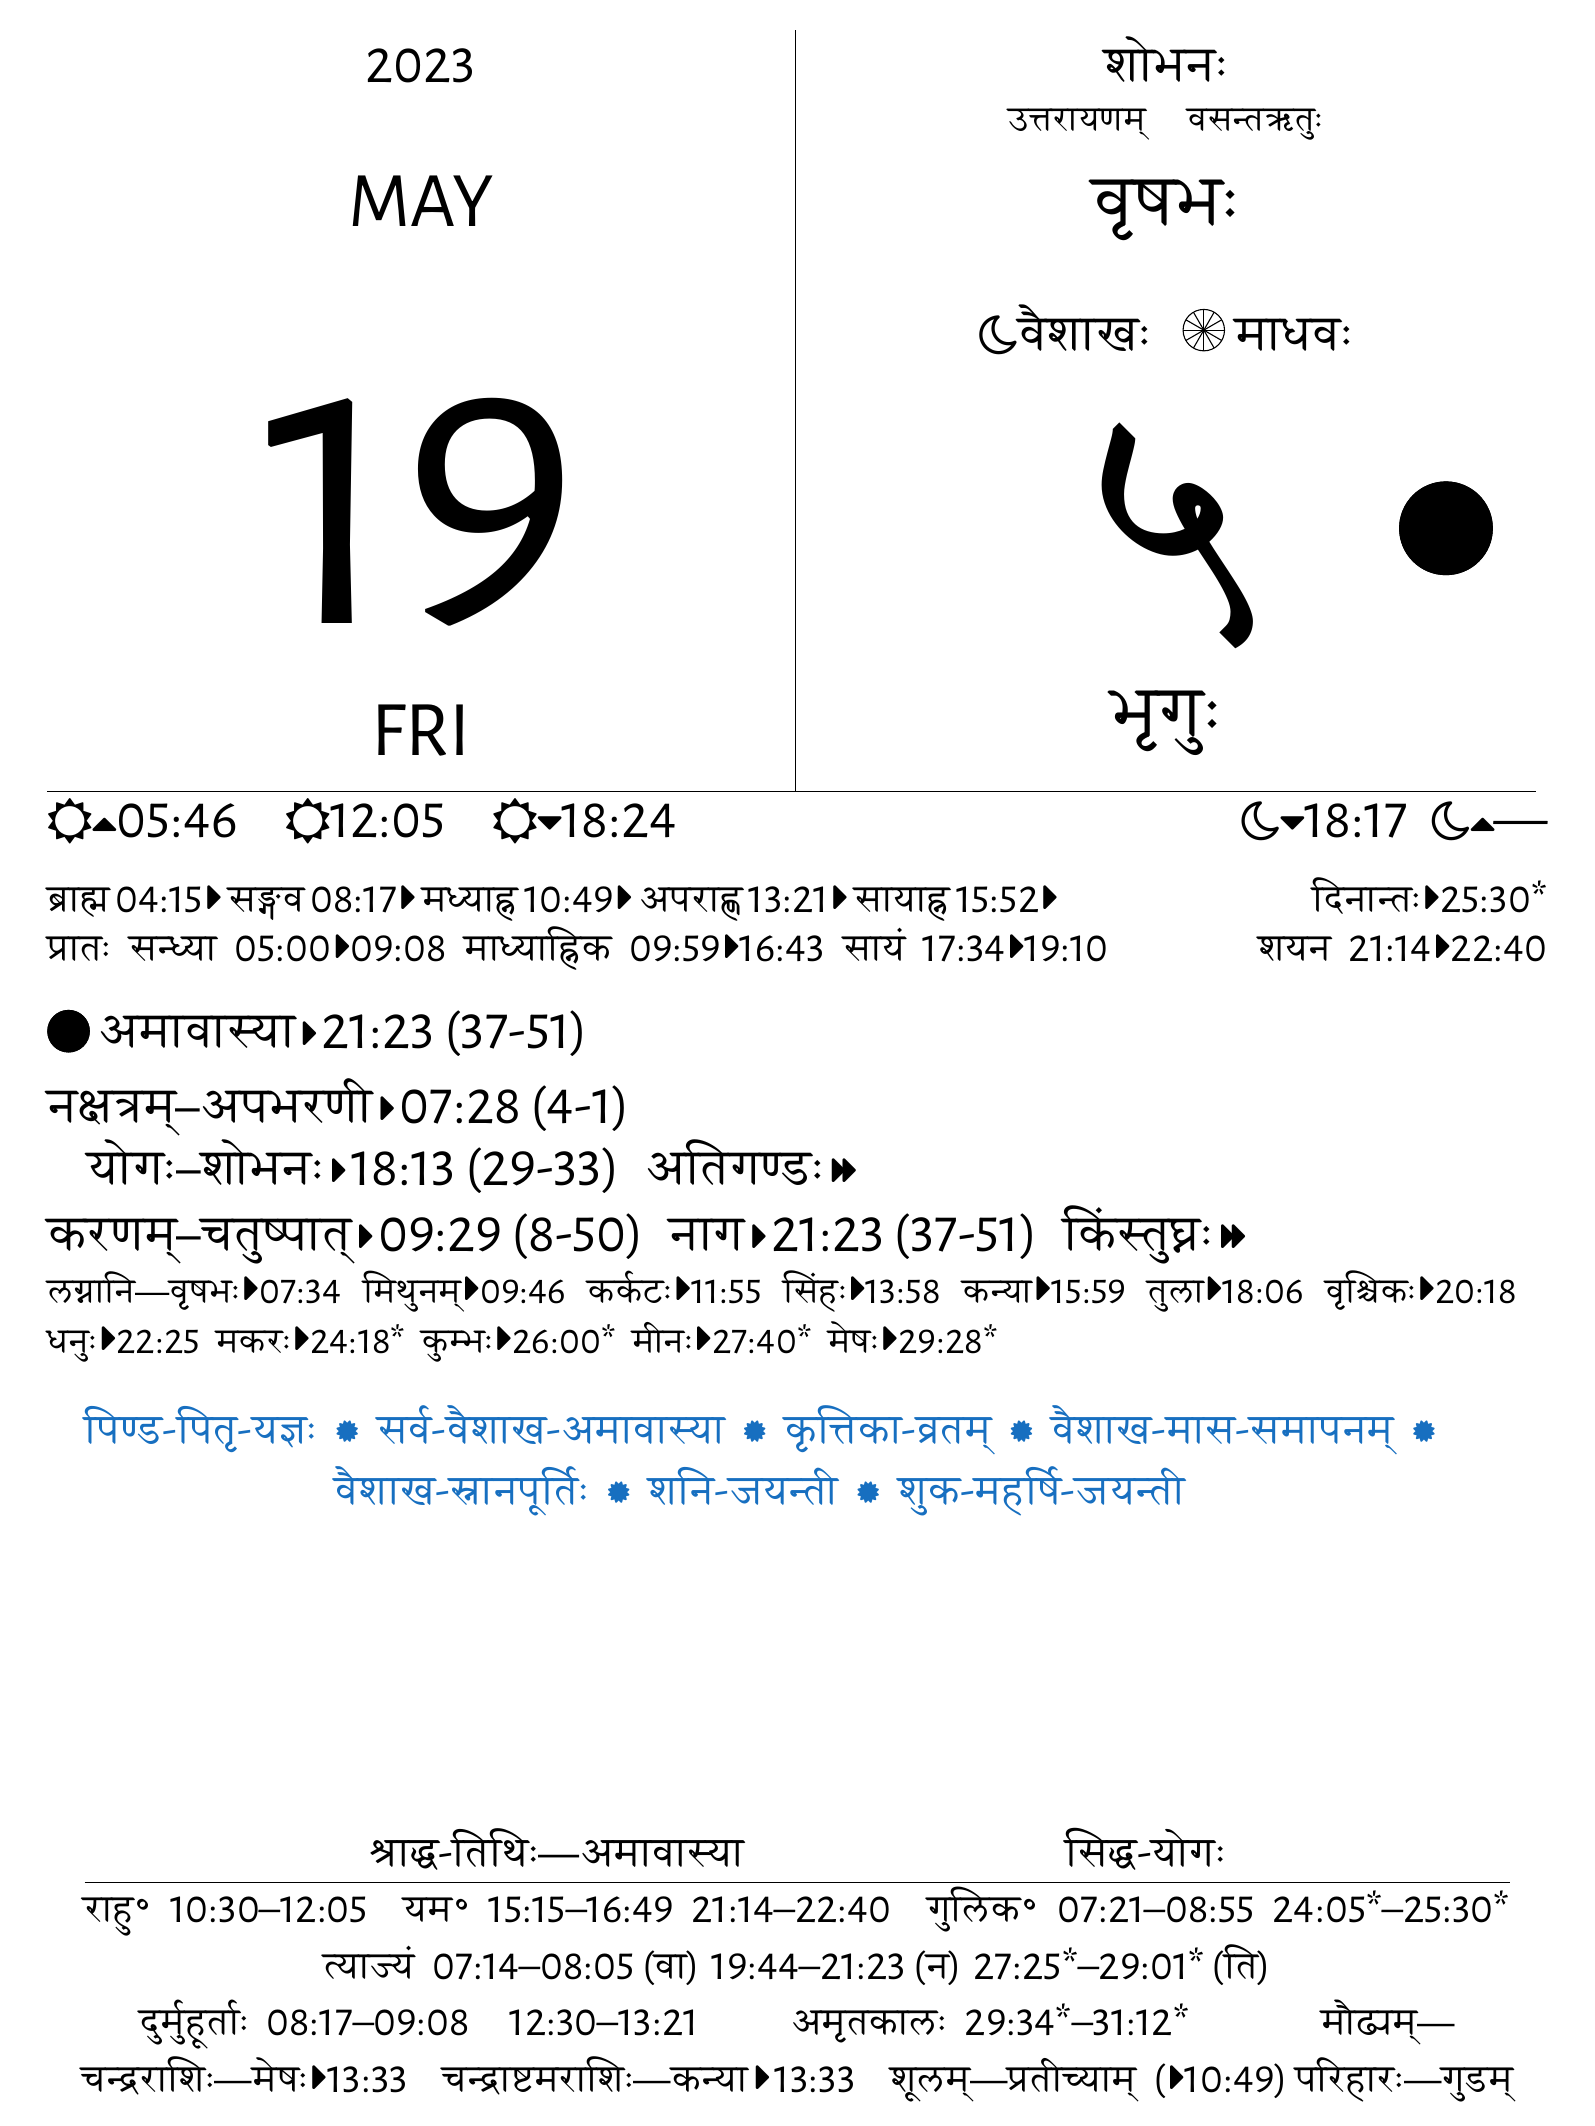 2023
MAY
19
FRI
शोभनः
उत्तरायणम् वसन्तऋतुः
वृषभः
वैशाखः माधवः
५
भृगुः
05:46 12:05 18:24 18:17 —
ब्राह्म 04:15 सङ्गव 08:17 मध्याह्न 10:49 अपराह्ण 13:21 सायाह्न 15:52 दिनान्तः 25:30*
प्रातः सन्ध्या 05:00 09:08 माध्याह्निक 09:59 16:43 सायं 17:34 19:10 शयन 21:14 22:40
अमावास्या 21:23 (37-51)
नक्षत्रम्–अपभरणी 07:28 (4-1)
योगः–शोभनः 18:13 (29-33) अतिगण्डः
करणम्–चतुष्पात् 09:29 (8-50) नाग 21:23 (37-51) किंस्तुघ्नः
लग्नानि—वृषभः 07:34 मिथुनम् 09:46 कर्कटः 11:55 सिंहः 13:58 कन्या 15:59 तुला 18:06 वृश्चिकः 20:18
धनुः 22:25 मकरः 24:18* कुम्भः 26:00* मीनः 27:40* मेषः 29:28*
पिण्ड-पितृ-यज्ञः सर्व-वैशाख-अमावास्या कृत्तिका-व्रतम् वैशाख-मास-समापनम्
वैशाख-स्नानपूर्तिः शनि-जयन्ती शुक-महर्षि-जयन्ती
श्राद्ध-तिथिः—अमावास्या सिद्ध-योगः
राहु॰ 10:30–12:05 यम॰ 15:15–16:49 21:14–22:40 गुलिक॰ 07:21–08:55 24:05*–25:30*
त्याज्यं 07:14–08:05 (वा) 19:44–21:23 (न) 27:25*–29:01* (ति)
दुर्मुहूर्ताः 08:17–09:08 12:30–13:21 अमृतकालः 29:34*–31:12* मौढ्यम्—
चन्द्रराशिः—मेषः 13:33 चन्द्राष्टमराशिः—कन्या 13:33 शूलम्—प्रतीच्याम् (10:49) परिहारः—गुडम्